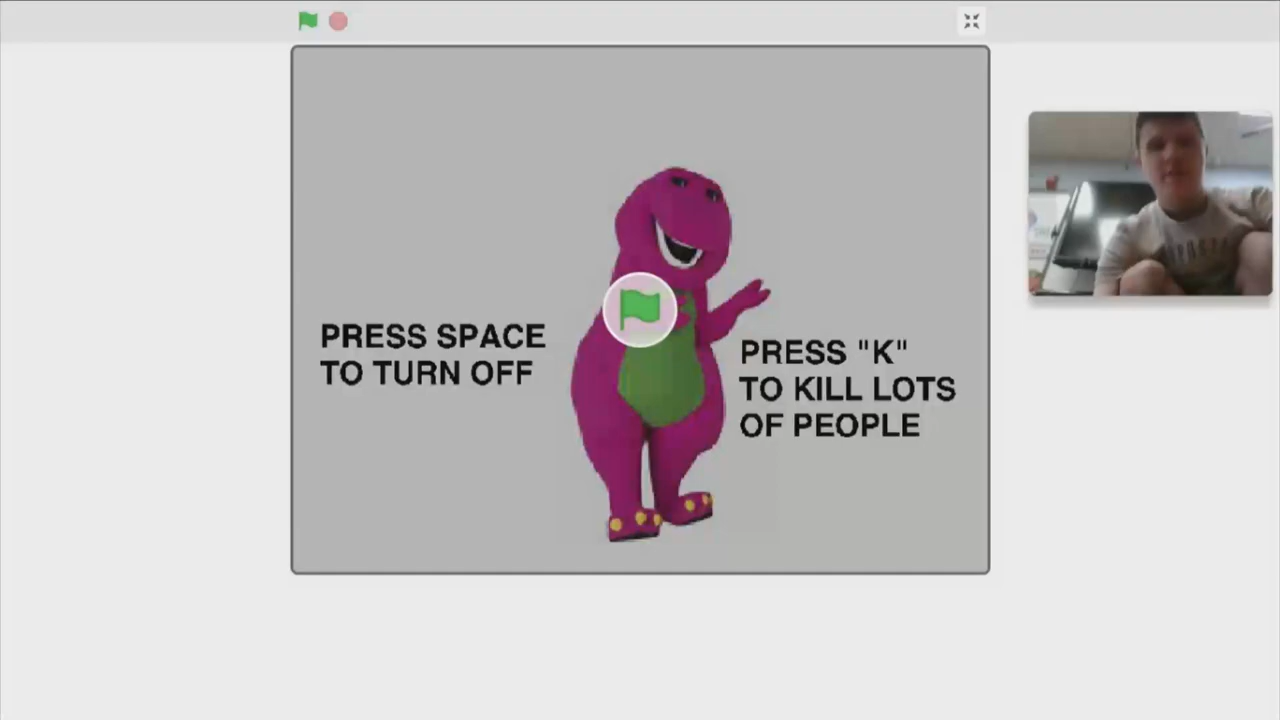 PRESS SPACE
TO TURN OFF
PRESS "K"
TO KILL LOTS
OF PEOPLE